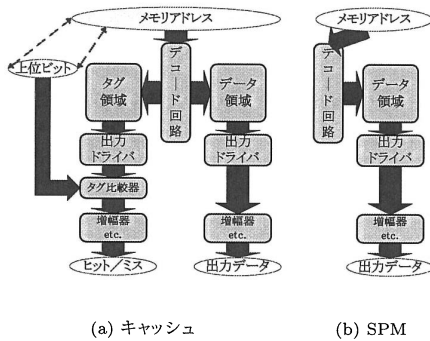 メモリアドレス
上位ビット
デコード回路
タグ
領域
データ
領域
出力
ドライバ
出力
ドライバ
タグ比較器
増幅器
etc.
増幅器
etc.
ヒット／ミス
出力データ
(a) キャッシュ
メモリアドレス
デコード回路
データ
領域
出力
ドライバ
増幅器
etc.
出力データ
(b) SPM